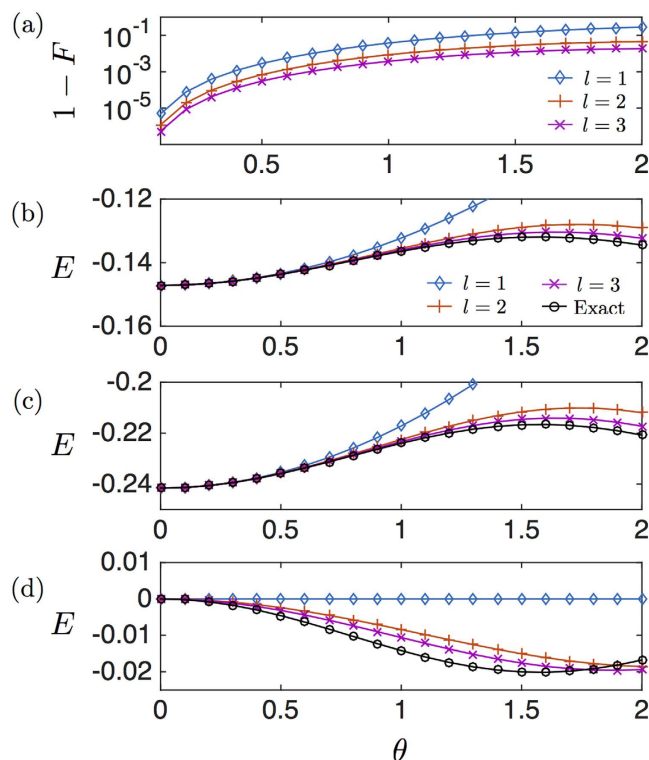 (a)
1 − F
10⁻¹
10⁻³
10⁻⁵
l = 1
l = 2
l = 3
0.5 1 1.5 2
(b)
E
-0.12
-0.14
-0.16
l = 1 l = 3
l = 2 Exact
0 0.5 1 1.5 2
(c)
E
-0.2
-0.22
-0.24
0 0.5 1 1.5 2
(d)
E
0.01
0
-0.01
-0.02
0 0.5 1 1.5 2
θ